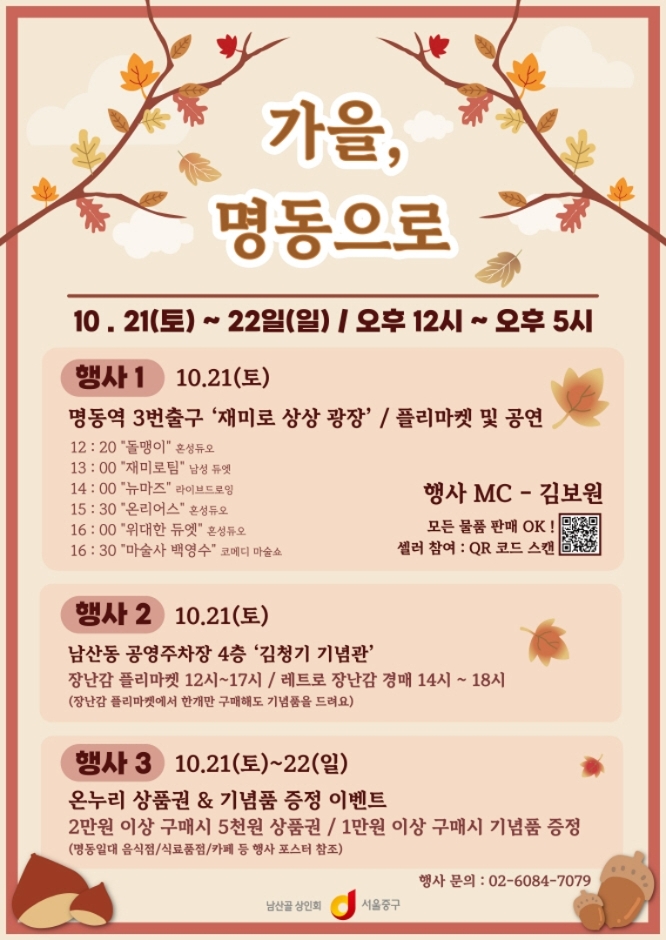 가을,
명동으로
10 . 21(토) ~ 22일(일) / 오후 12시 ~ 오후 5시
행사 1 10.21(토)
명동역 3번출구 ‘재미로 상상 광장’ / 플리마켓 및 공연
12 : 20 "돌맹이" 혼성듀오
13 : 00 "재미로팀" 남성 듀엣
14 : 00 "뉴마즈" 라이브드로잉
15 : 30 "온리어스" 혼성듀오
16 : 00 "위대한 듀엣" 혼성듀오
16 : 30 "마술사 백영수" 코메디 마술쇼
행사 MC - 김보원
모든 물품 판매 OK !
셀러 참여 : QR 코드 스캔
행사 2 10.21(토)
남산동 공영주차장 4층 ‘김청기 기념관’
장난감 플리마켓 12시~17시 / 레트로 장난감 경매 14시 ~ 18시
(장난감 플리마켓에서 한개만 구매해도 기념품을 드려요)
행사 3 10.21(토)~22(일)
온누리 상품권 & 기념품 증정 이벤트
2만원 이상 구매시 5천원 상품권 / 1만원 이상 구매시 기념품 증정
(명동일대 음식점/식료품점/카페 등 행사 포스터 참조)
행사 문의 : 02-6084-7079
남산골 상인회 서울중구